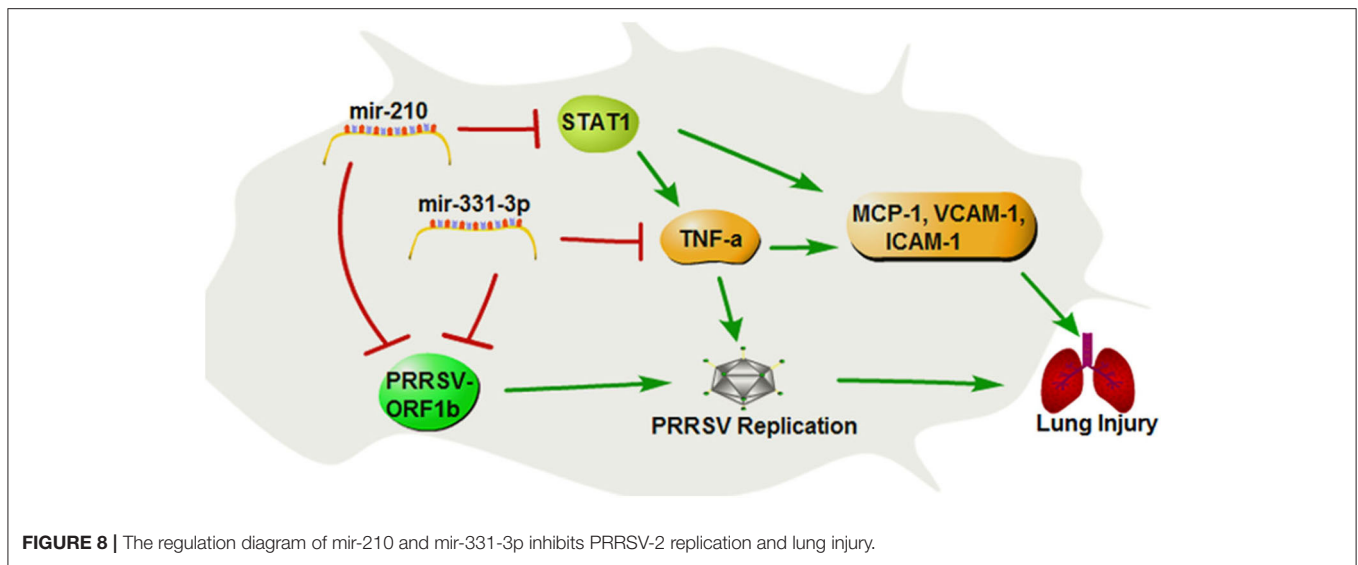 mir-210
STAT1
mir-331-3p
TNF-a
MCP-1, VCAM-1,
ICAM-1
PRRSV-
ORF1b
PRRSV Replication
Lung Injury
FIGURE 8 | The regulation diagram of mir-210 and mir-331-3p inhibits PRRSV-2 replication and lung injury.